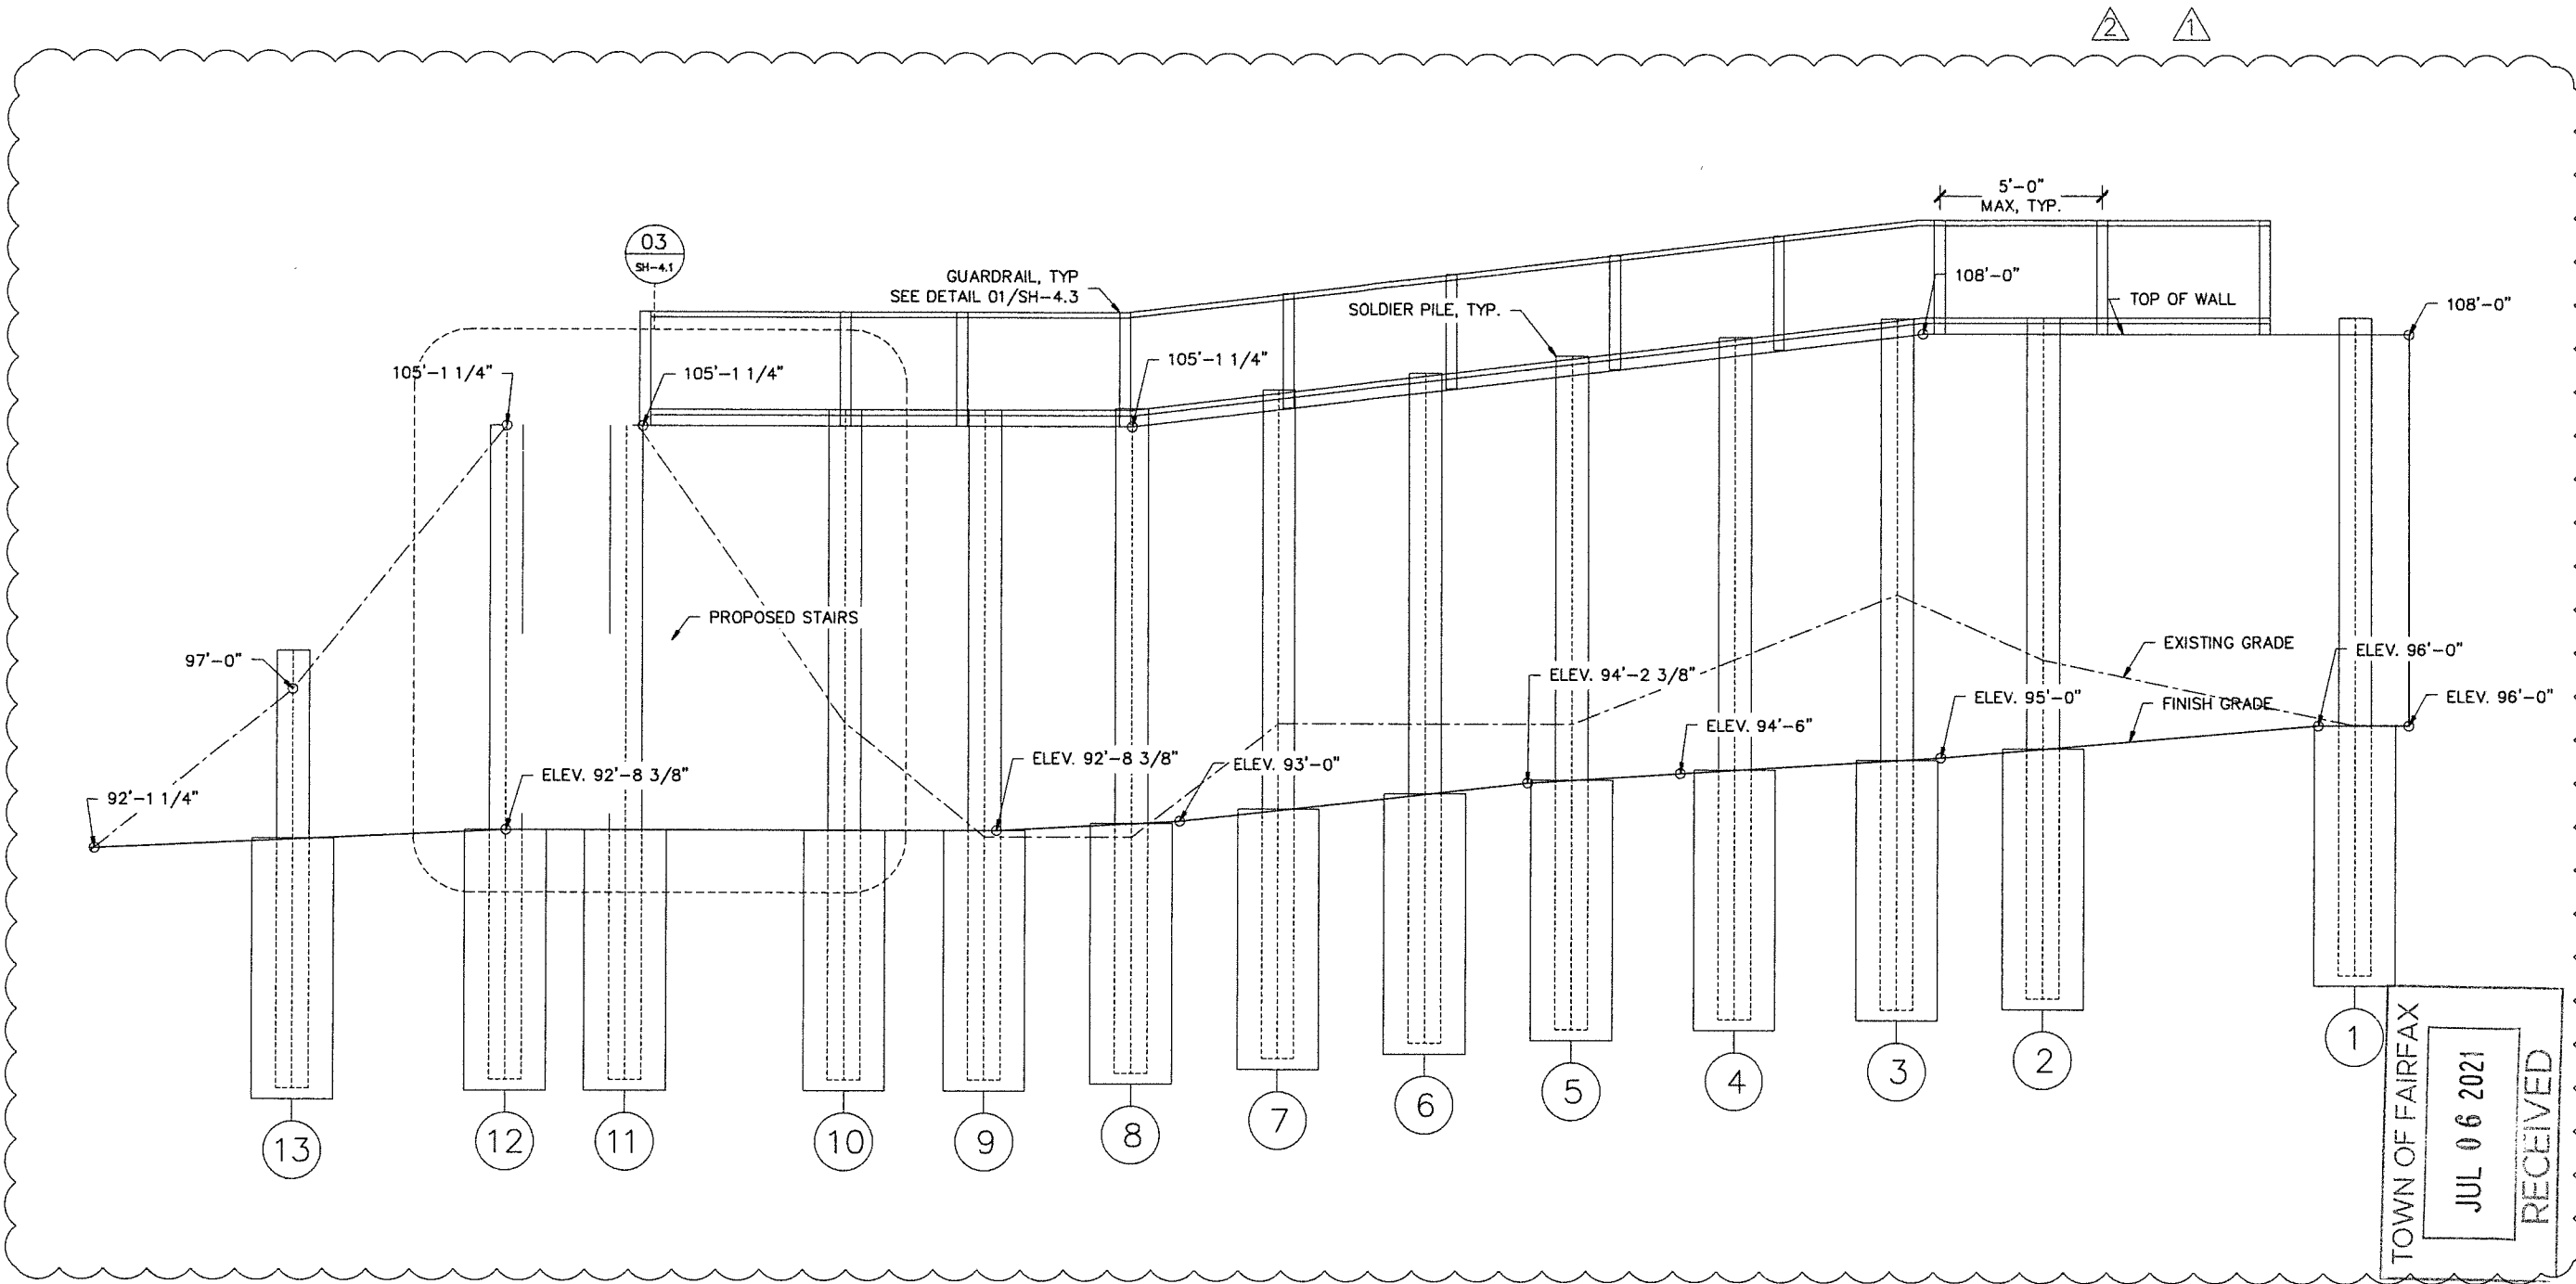 2 1
5'-0"
MAX, TYP.
03
SH-4.1
GUARDRAIL, TYP
SEE DETAIL 01/SH-4.3
108'-0"
SOLDIER PILE, TYP.
TOP OF WALL
108'-0"
105'-1 1/4"
105'-1 1/4"
105'-1 1/4"
PROPOSED STAIRS
EXISTING GRADE
ELEV. 96'-0"
97'-0"
ELEV. 94'-2 3/8"
ELEV. 95'-0"
FINISH GRADE
ELEV. 96'-0"
ELEV. 94'-6"
ELEV. 92'-8 3/8"
ELEV. 92'-8 3/8"
ELEV. 93'-0"
92'-1 1/4"
13
12
11
10
9
8
7
6
5
4
3
2
1
TOWN OF FAIRFAX
JUL 06 2021
RECEIVED